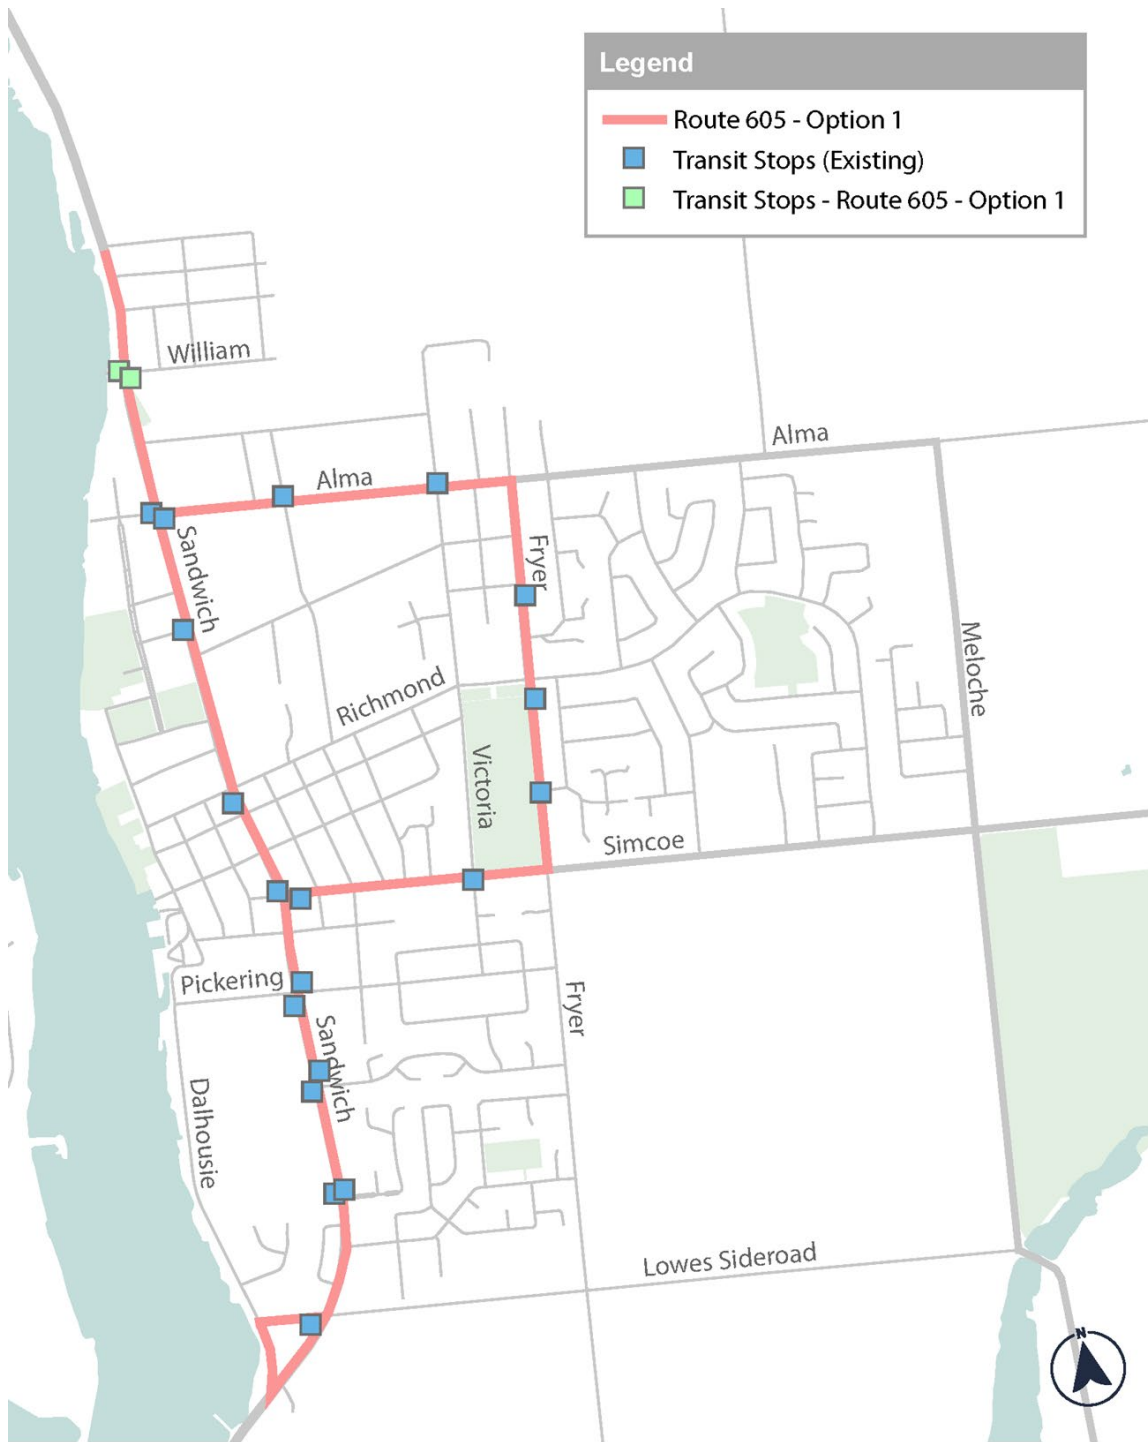 Legend
Route 605 - Option 1
Transit Stops (Existing)
Transit Stops - Route 605 - Option 1
William
Alma
Alma
Sandwich
Fryer
Meloche
Richmond
Victoria
Simcoe
Pickering
Fryer
Sandwich
Dalhousie
Lowes Sideroad
N